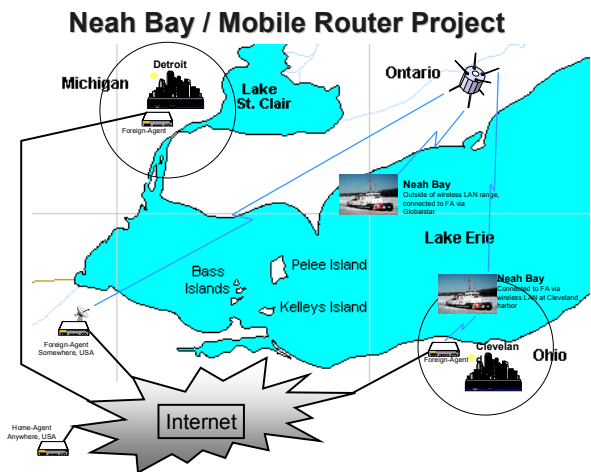 Neah Bay / Mobile Router Project
Detroit
Michigan
Foreign-Agent
Lake
St. Clair
Ontario
Neah Bay
Outside of wireless LAN range,
connected to FA via
Globalstar.
Lake Erie
Pelee Island
Bass
Islands
Kelleys Island
Neah Bay
Connected to FA via
wireless LAN at Cleveland
harbor
Foreign-Agent
Somewhere, USA
Clevelan
d
Foreign-Agent
Ohio
Internet
Home-Agent
Anywhere, USA